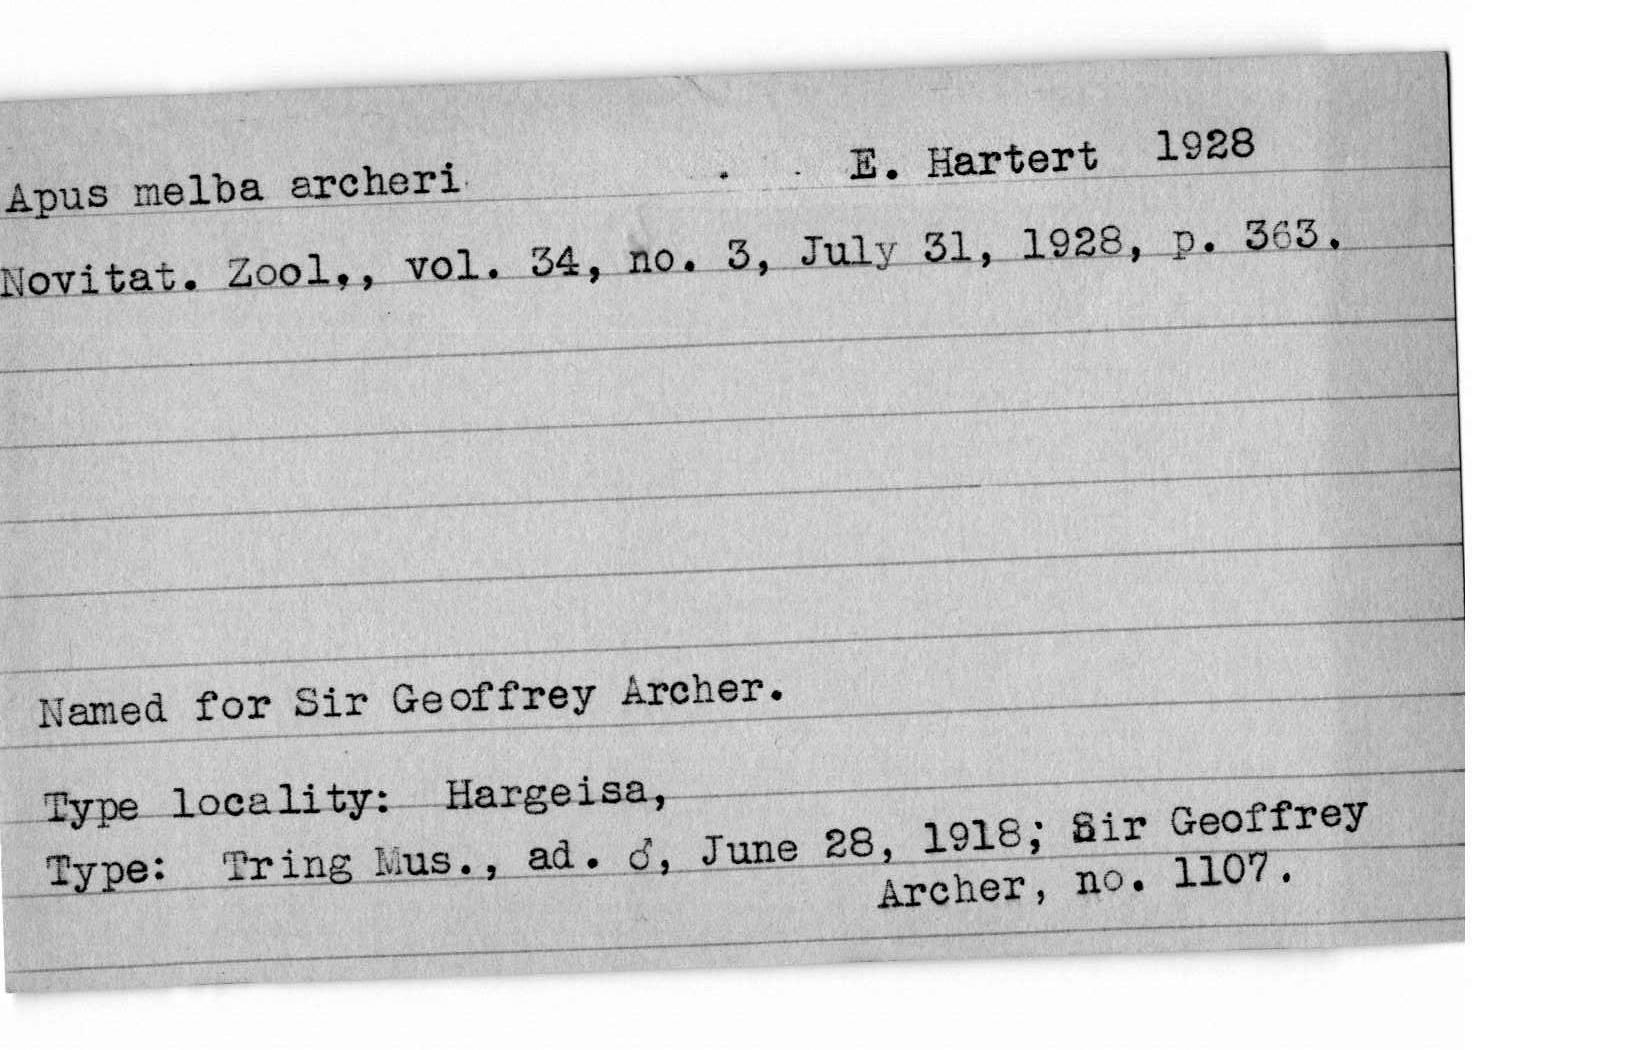 Apus melba archeri E. Hartert 1928
Novitat. Zool., vol. 34, no. 3, July 31, 1928, p. 363.
Named for Sir Geoffrey Archer.
Type locality: Hargeisa,
Type: Tring Mus., ad. ♂, June 28, 1918; Sir Geoffrey
Archer, no. 1107.